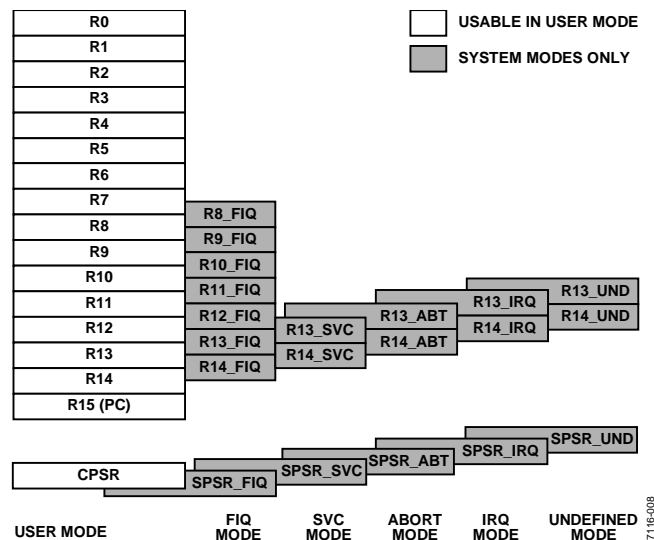 R0
R1
R2
R3
R4
R5
R6
R7
R8
R9
R10
R11
R12
R13
R14
R15 (PC)
USABLE IN USER MODE
SYSTEM MODES ONLY
R8_FIQ
R9_FIQ
R10_FIQ
R11_FIQ
R12_FIQ
R13_FIQ
R14_FIQ
R13_SVC
R14_SVC
R13_ABT
R14_ABT
R13_IRQ
R14_IRQ
R13_UND
R14_UND
CPSR
SPSR_FIQ
SPSR_SVC
SPSR_ABT
SPSR_IRQ
SPSR_UND
USER MODE
FIQ
MODE
SVC
MODE
ABORT
MODE
IRQ
MODE
UNDEFINED
MODE
7116-008